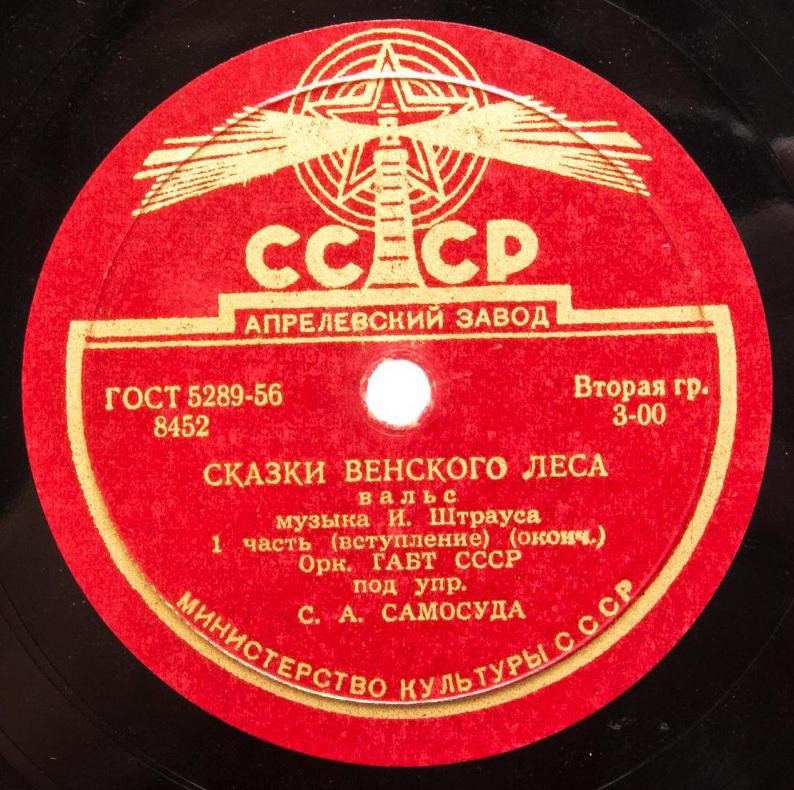 СССР
АПРЕЛЕВСКИЙ ЗАВОД
ГОСТ 5289-56
8452
Вторая гр.
3-00
СКАЗКИ ВЕНСКОГО ЛЕСА
вальс
музыка И. Штрауса
1 часть (вступление) (оконч.)
Орк. ГАБТ СССР
под упр.
С. А. САМОСУДА
МИНИСТЕРСТВО КУЛЬТУРЫ СССР